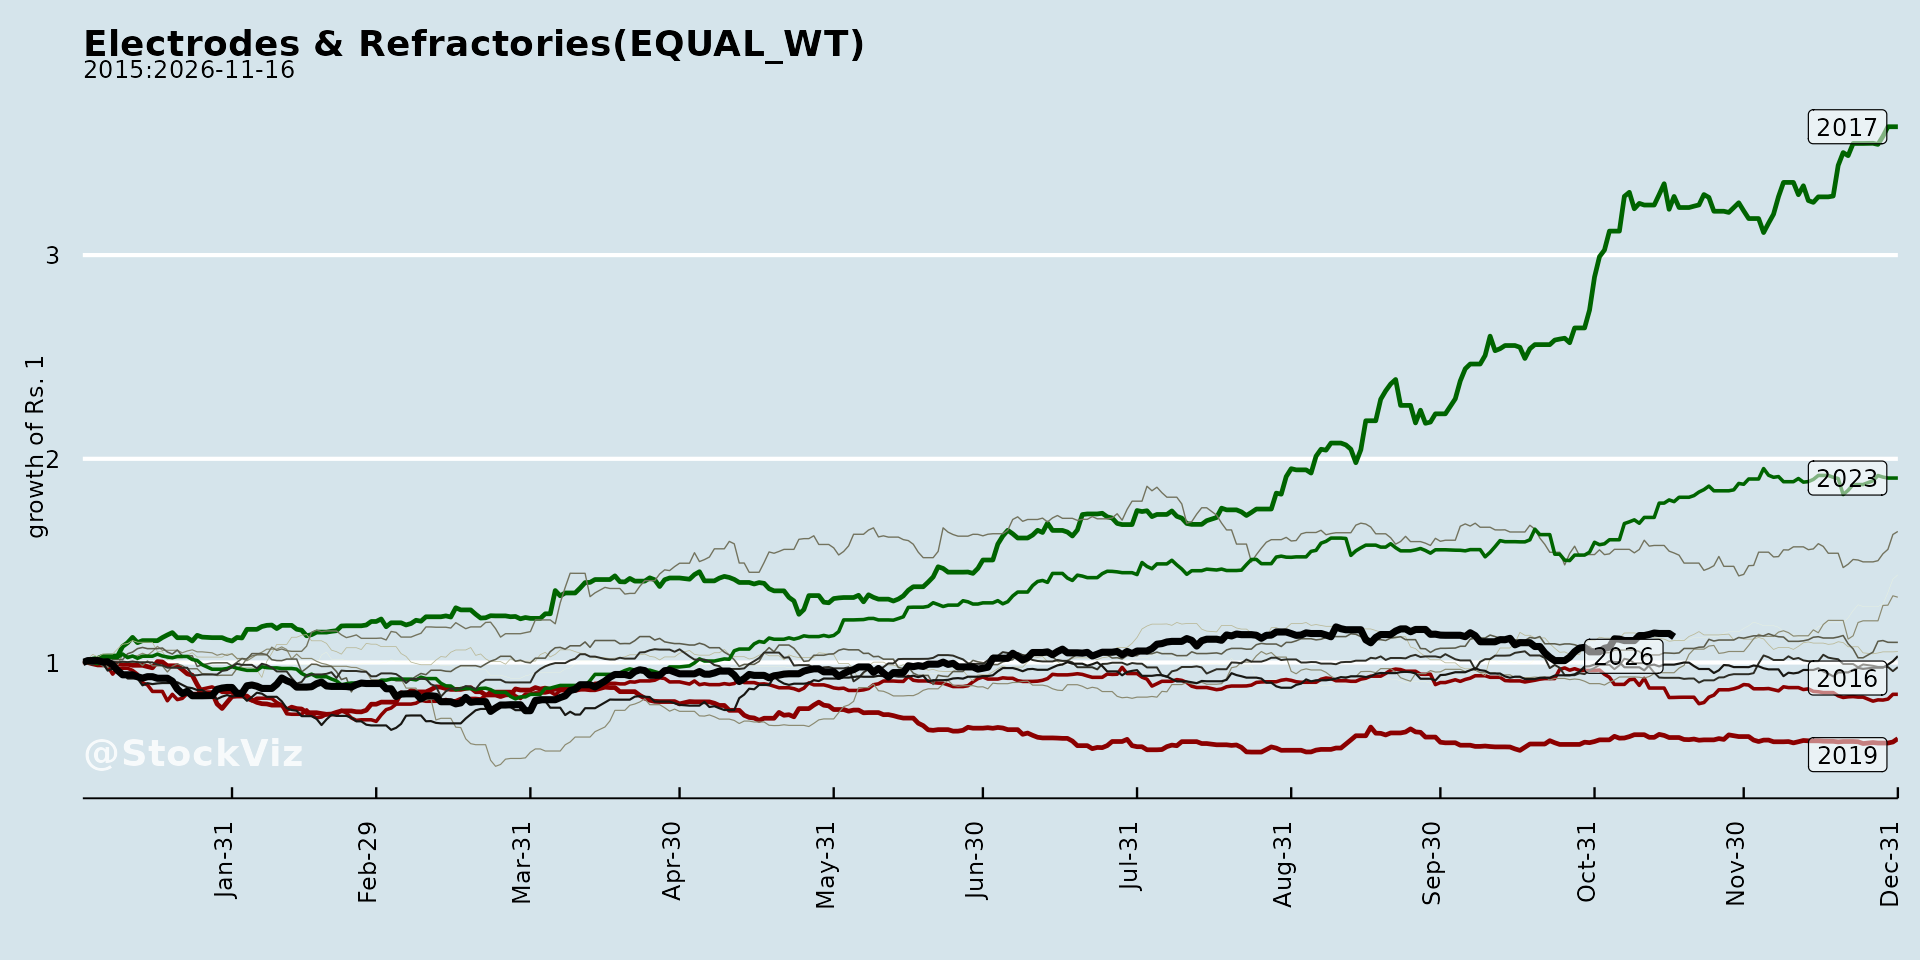 Electrodes & Refractories(EQUAL_WT)
2015:2026-11-16
growth of Rs. 1
3
2
1
2017
2023
2026
2016
2019
@StockViz
Jan-31
Feb-29
Mar-31
Apr-30
May-31
Jun-30
Jul-31
Aug-31
Sep-30
Oct-31
Nov-30
Dec-31